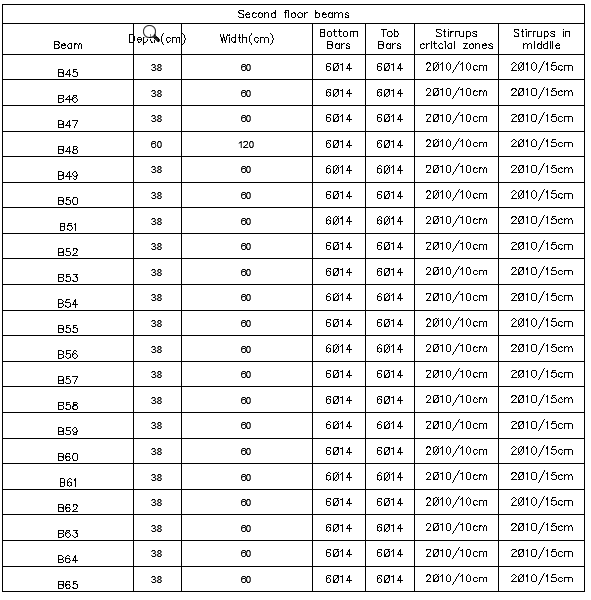 Second floor beams
Beam Depth(cm) Width(cm) Bottom Bars Tob Bars Stirrups critcial zones Stirrups in middle
B45 38 60 6Ø14 6Ø14 2Ø10/10cm 2Ø10/15cm
B46 38 60 6Ø14 6Ø14 2Ø10/10cm 2Ø10/15cm
B47 38 60 6Ø14 6Ø14 2Ø10/10cm 2Ø10/15cm
B48 60 120 6Ø14 6Ø14 2Ø10/10cm 2Ø10/15cm
B49 38 60 6Ø14 6Ø14 2Ø10/10cm 2Ø10/15cm
B50 38 60 6Ø14 6Ø14 2Ø10/10cm 2Ø10/15cm
B51 38 60 6Ø14 6Ø14 2Ø10/10cm 2Ø10/15cm
B52 38 60 6Ø14 6Ø14 2Ø10/10cm 2Ø10/15cm
B53 38 60 6Ø14 6Ø14 2Ø10/10cm 2Ø10/15cm
B54 38 60 6Ø14 6Ø14 2Ø10/10cm 2Ø10/15cm
B55 38 60 6Ø14 6Ø14 2Ø10/10cm 2Ø10/15cm
B56 38 60 6Ø14 6Ø14 2Ø10/10cm 2Ø10/15cm
B57 38 60 6Ø14 6Ø14 2Ø10/10cm 2Ø10/15cm
B58 38 60 6Ø14 6Ø14 2Ø10/10cm 2Ø10/15cm
B59 38 60 6Ø14 6Ø14 2Ø10/10cm 2Ø10/15cm
B60 38 60 6Ø14 6Ø14 2Ø10/10cm 2Ø10/15cm
B61 38 60 6Ø14 6Ø14 2Ø10/10cm 2Ø10/15cm
B62 38 60 6Ø14 6Ø14 2Ø10/10cm 2Ø10/15cm
B63 38 60 6Ø14 6Ø14 2Ø10/10cm 2Ø10/15cm
B64 38 60 6Ø14 6Ø14 2Ø10/10cm 2Ø10/15cm
B65 38 60 6Ø14 6Ø14 2Ø10/10cm 2Ø10/15cm